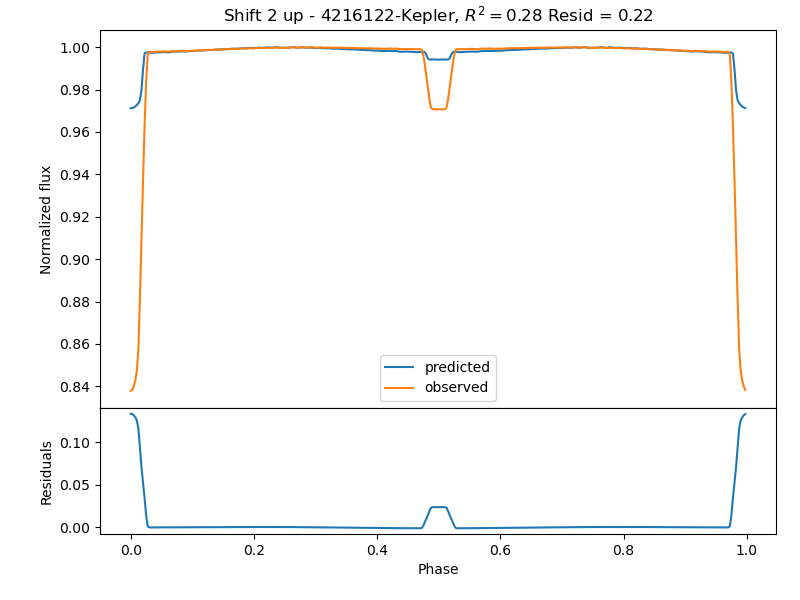 Shift 2 up - 4216122-Kepler, R² = 0.28 Resid = 0.22
1.00
0.98
0.96
0.94
0.92
0.90
0.88
0.86
0.84
Normalized flux
predicted
observed
0.10
0.05
0.00
Residuals
0.0 0.2 0.4 0.6 0.8 1.0
Phase